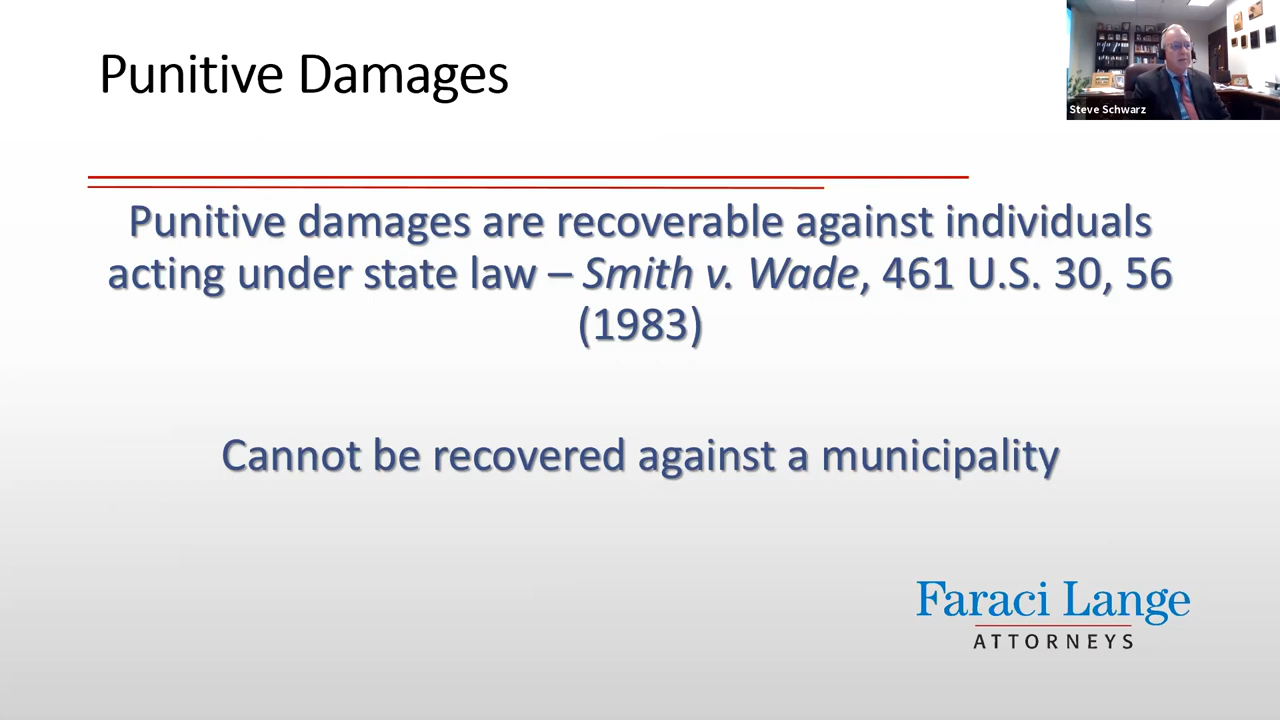 Punitive Damages
Steve Schwarz
Punitive damages are recoverable against individuals
acting under state law – Smith v. Wade, 461 U.S. 30, 56
(1983)
Cannot be recovered against a municipality
Faraci Lange
ATTORNEYS